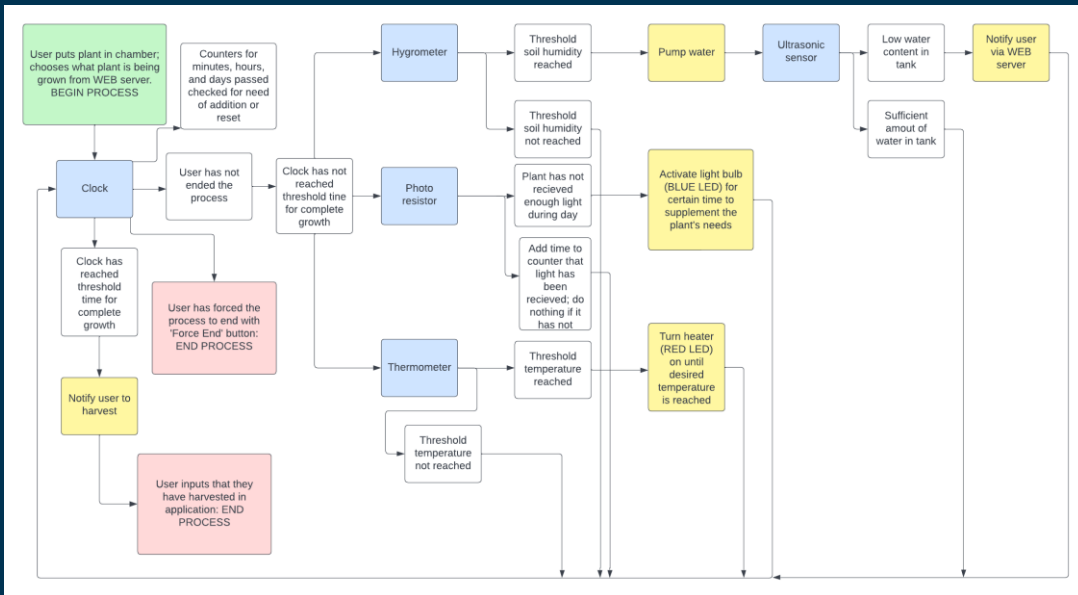 User puts plant in chamber;
chooses what plant is being
grown from WEB server.
BEGIN PROCESS
Counters for
minutes, hours,
and days passed
checked for need
of addition or
reset
Hygrometer
Threshold
soil humidity
reached
Pump water
Ultrasonic
sensor
Low water
content in
tank
Notify user
via WEB
server
Threshold
soil humidity
not reached
Sufficient
amout of
water in tank
Clock
User has not
ended the
process
Clock has not
reached
threshold tine
for complete
growth
Photo
resistor
Plant has not
recieved
enough light
during day
Activate light bulb
(BLUE LED) for
certain time to
supplement the
plant's needs
Add time to
counter that
light has
been
recieved; do
nothing if it
has not
Clock has
reached
threshold
time for
complete
growth
User has forced the
process to end with
'Force End' button:
END PROCESS
Thermometer
Threshold
temperature
reached
Turn heater
(RED LED)
on until
desired
temperature
is reached
Notify user to
harvest
Threshold
temperature
not reached
User inputs that they
have harvested in
application: END
PROCESS